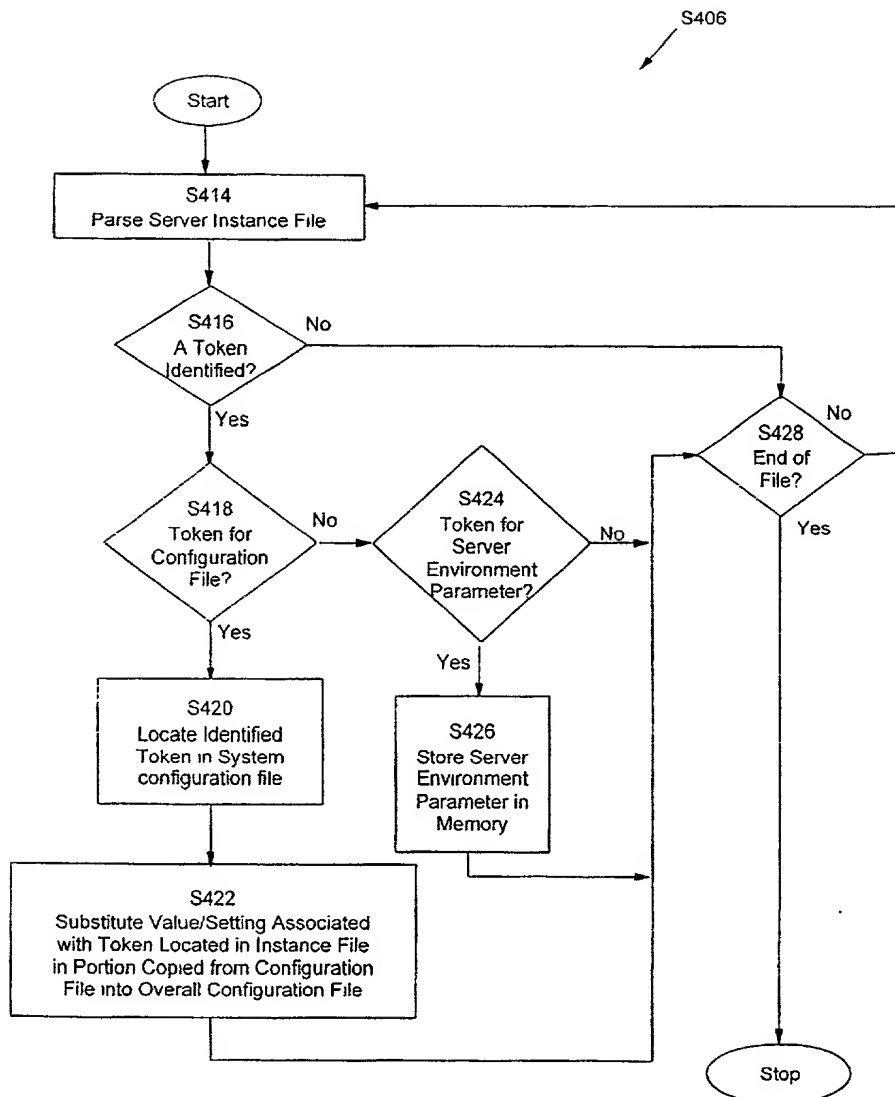 S406
Start
S414
Parse Server Instance File
S416
A Token
Identified?
No
Yes
S428
End of
File?
No
Yes
S418
Token for
Configuration
File?
No
Yes
S424
Token for
Server
Environment
Parameter?
No
Yes
S420
Locate Identified
Token in System
configuration file
S426
Store Server
Environment
Parameter in
Memory
S422
Substitute Value/Setting Associated
with Token Located in Instance File
in Portion Copied from Configuration
File into Overall Configuration File
Stop